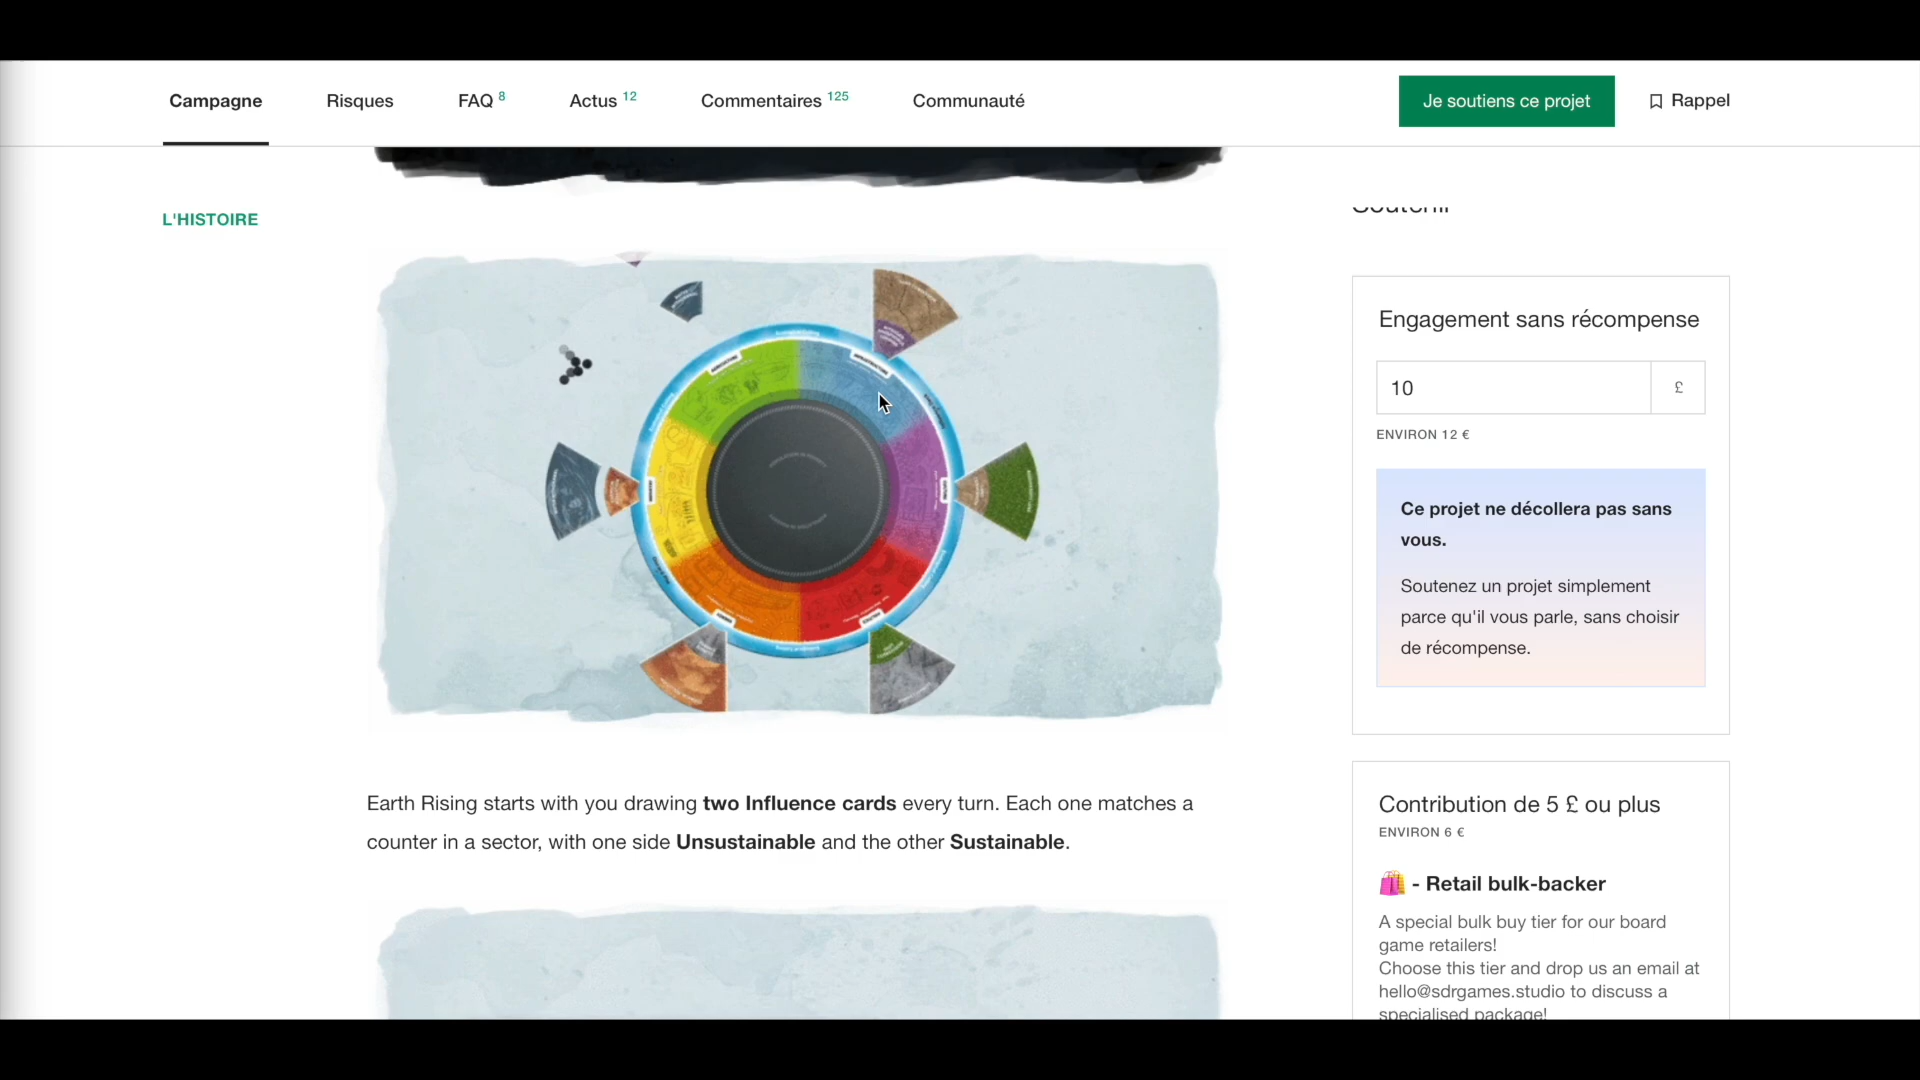 Campagne
Risques
FAQ 8
Actus 12
Commentaires 125
Communauté
Je soutiens ce projet
Rappel
L'HISTOIRE
Soutenir
Engagement sans récompense
10 £
ENVIRON 12 €
Ce projet ne décollera pas sans
vous.
Soutenez un projet simplement
parce qu'il vous parle, sans choisir
de récompense.
Earth Rising starts with you drawing two Influence cards every turn. Each one matches a
counter in a sector, with one side Unsustainable and the other Sustainable.
Contribution de 5 £ ou plus
ENVIRON 6 €
🛍️ - Retail bulk-backer
A special bulk buy tier for our board
game retailers!
Choose this tier and drop us an email at
hello@sdrgames.studio to discuss a
specialised package!